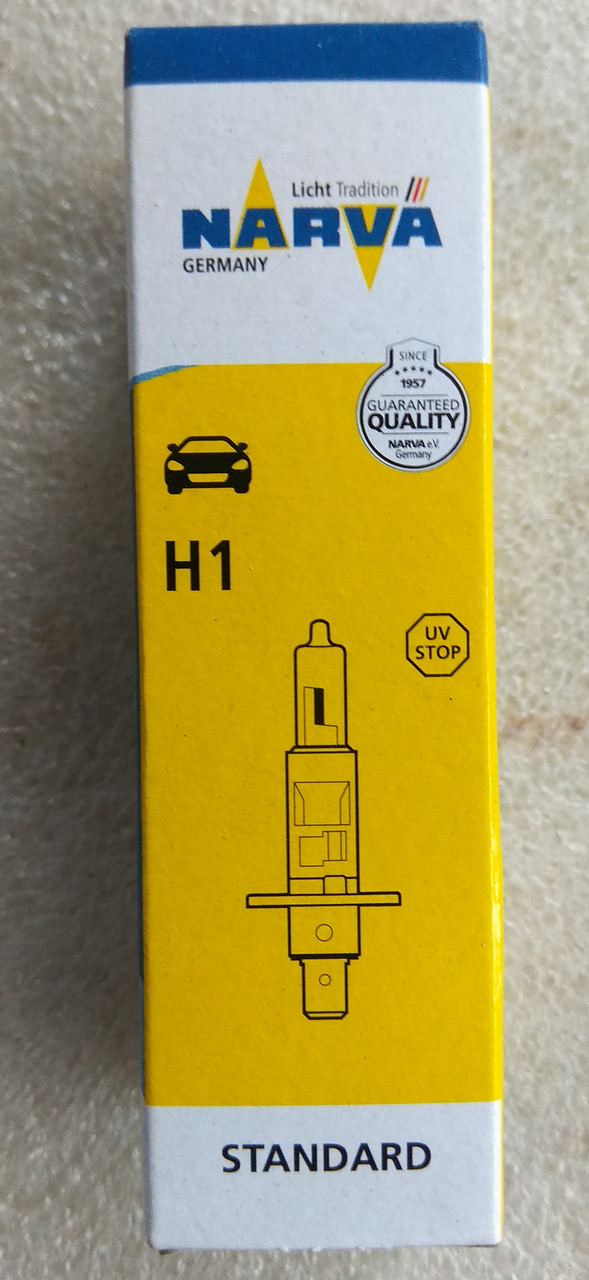 Licht Tradition
NARVA
GERMANY
SINCE
1957
GUARANTEED
QUALITY
NARVA e.V.
Germany
H1
UV
STOP
STANDARD